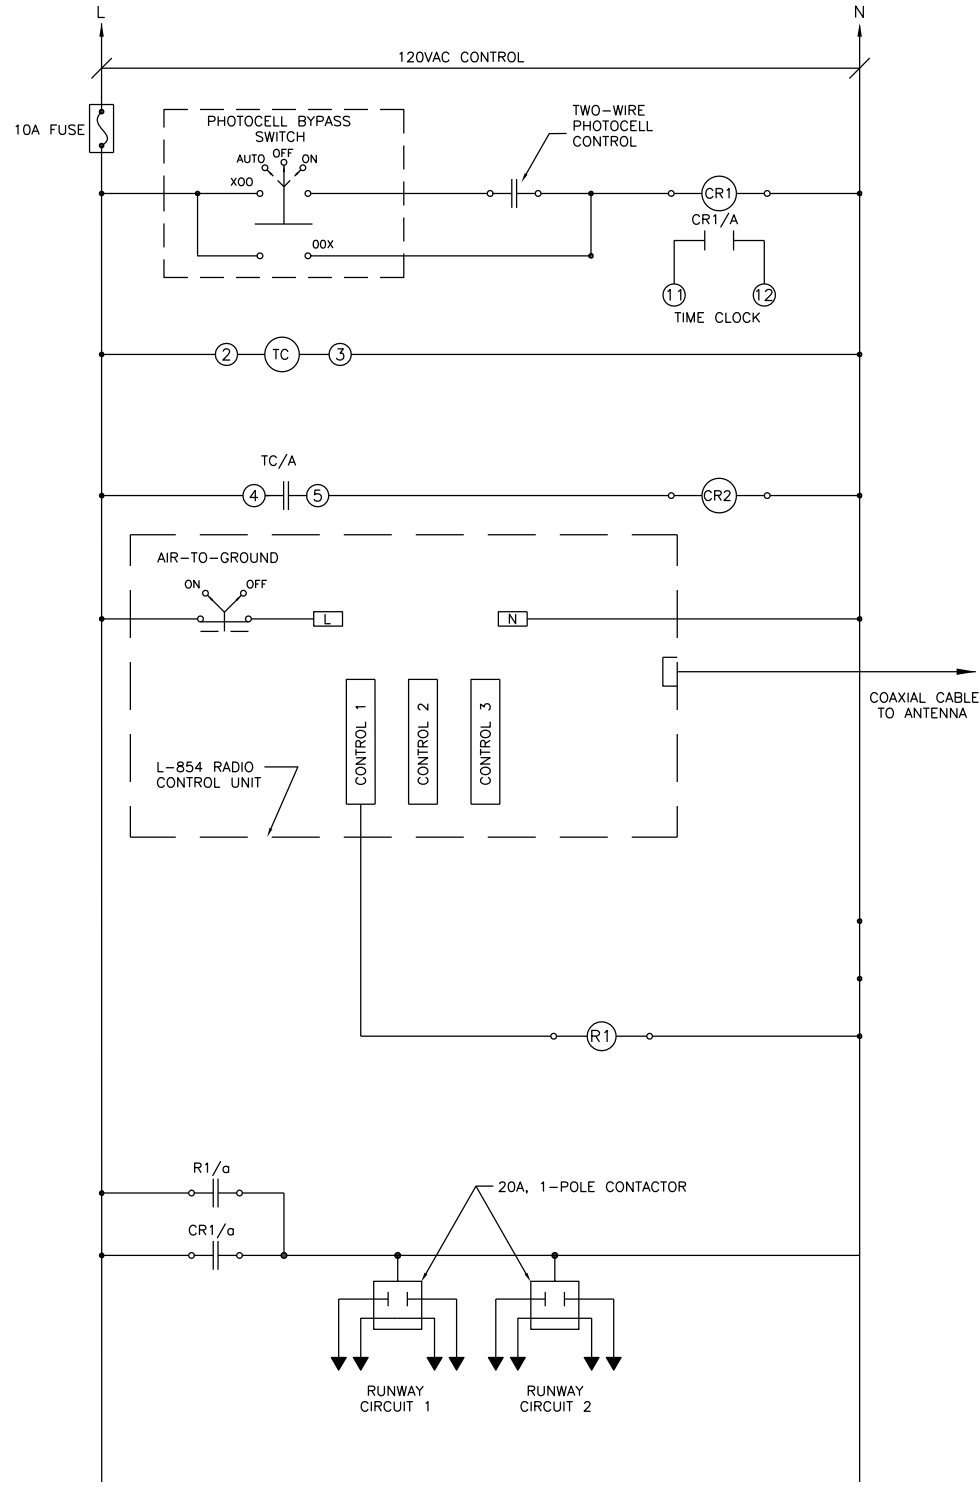 L
N
120VAC CONTROL
10A FUSE
PHOTOCELL BYPASS
SWITCH
AUTO
OFF
ON
X00
00X
TWO-WIRE
PHOTOCELL
CONTROL
CR1
CR1/A
11
12
TIME CLOCK
2
TC
3
TC/A
4
5
CR2
AIR-TO-GROUND
ON
OFF
L
N
COAXIAL CABLE
TO ANTENNA
CONTROL 1
CONTROL 2
CONTROL 3
L-854 RADIO
CONTROL UNIT
R1
R1/a
20A, 1-POLE CONTACTOR
CR1/a
RUNWAY
CIRCUIT 1
RUNWAY
CIRCUIT 2